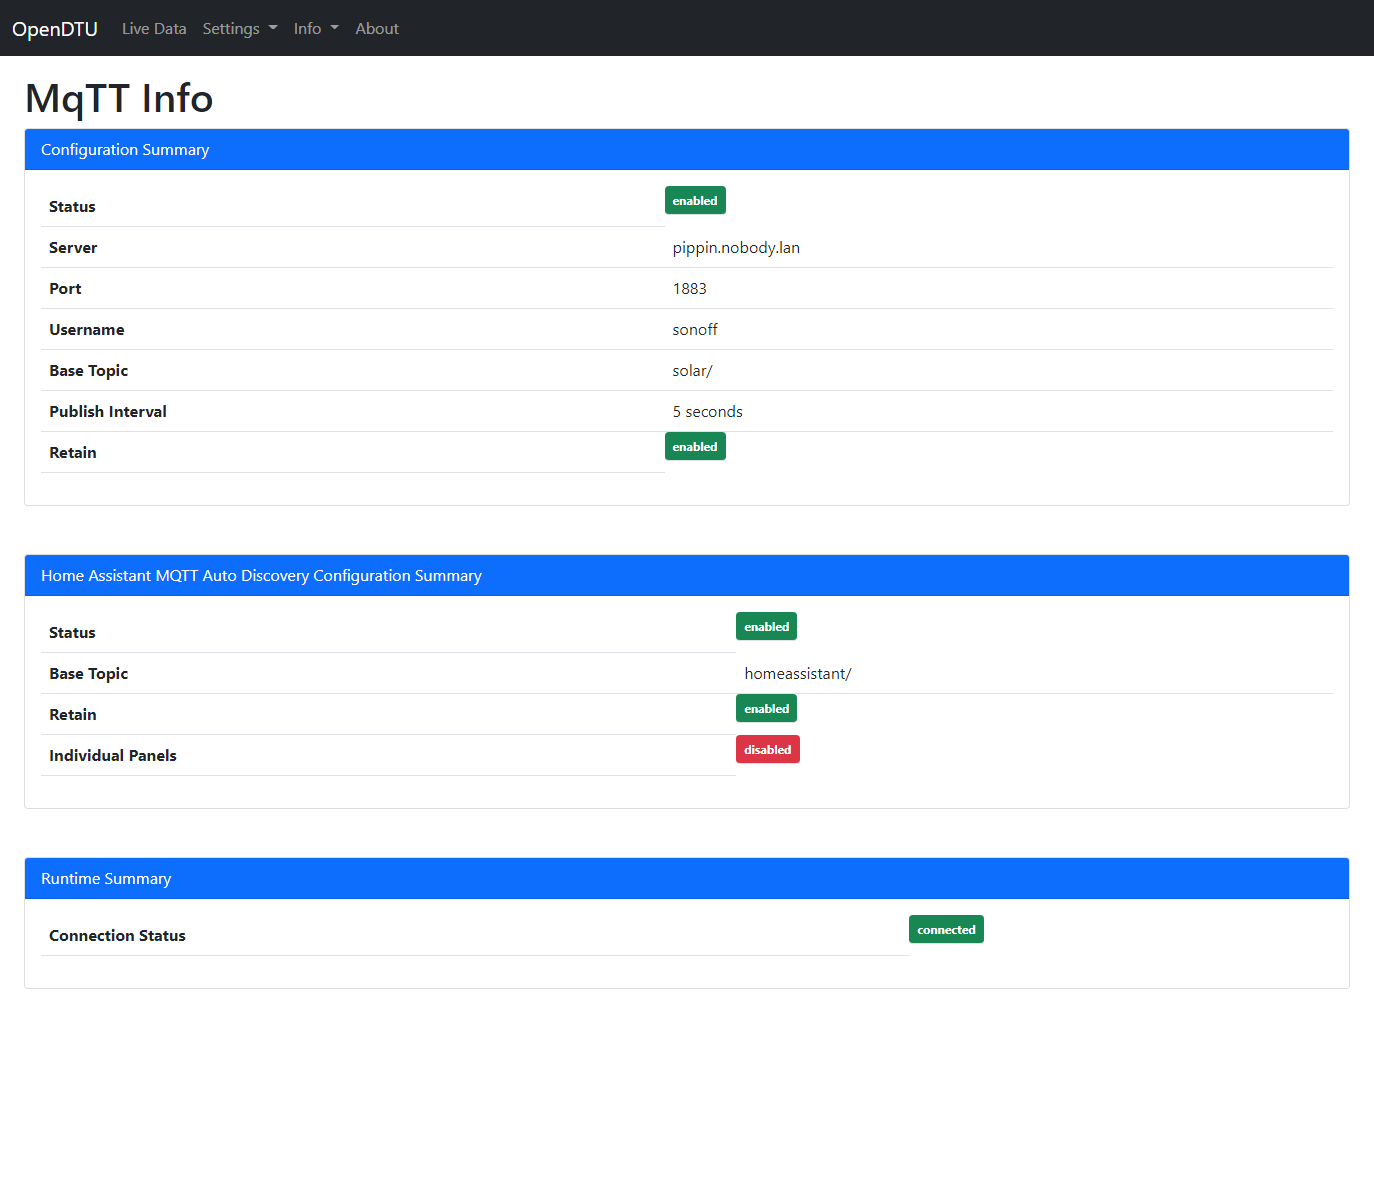 OpenDTU Live Data Settings Info About
MqTT Info
Configuration Summary
Status enabled
Server pippin.nobody.lan
Port 1883
Username sonoff
Base Topic solar/
Publish Interval 5 seconds
Retain enabled
Home Assistant MQTT Auto Discovery Configuration Summary
Status enabled
Base Topic homeassistant/
Retain enabled
Individual Panels disabled
Runtime Summary
Connection Status connected